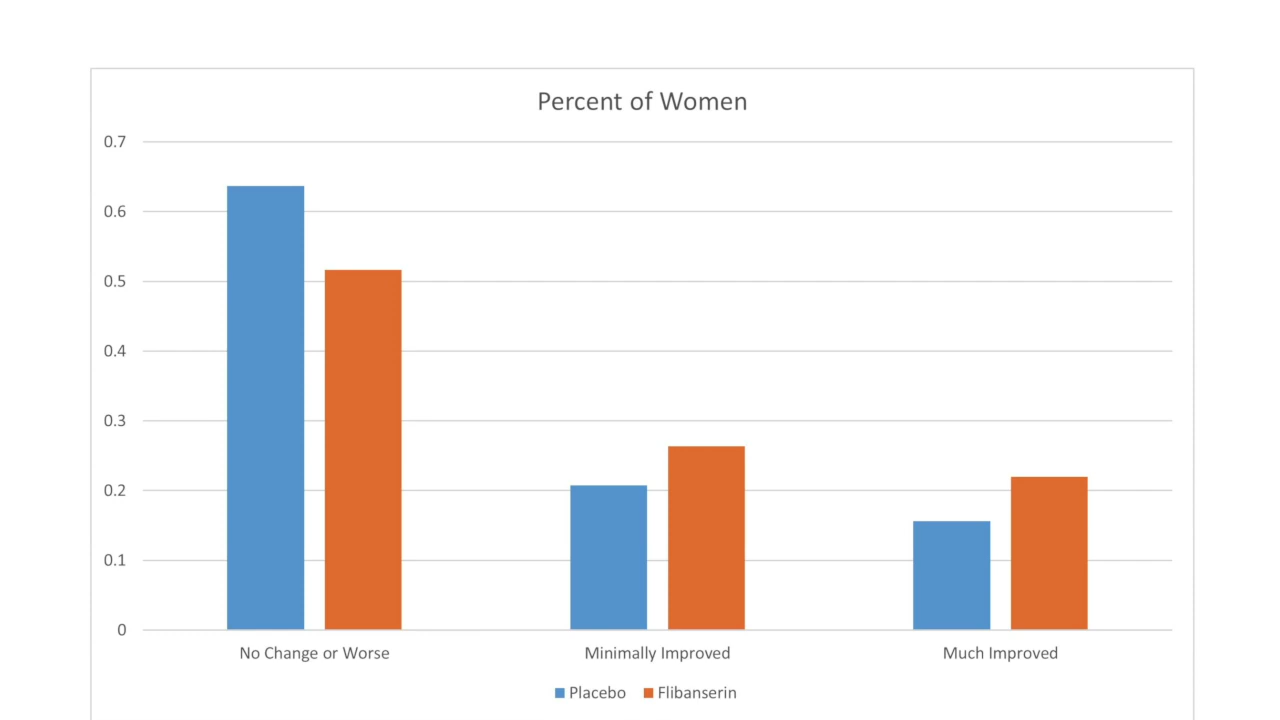 Percent of Women
0.7
0.6
0.5
0.4
0.3
0.2
0.1
0
No Change or Worse Minimally Improved Much Improved
Placebo Flibanserin